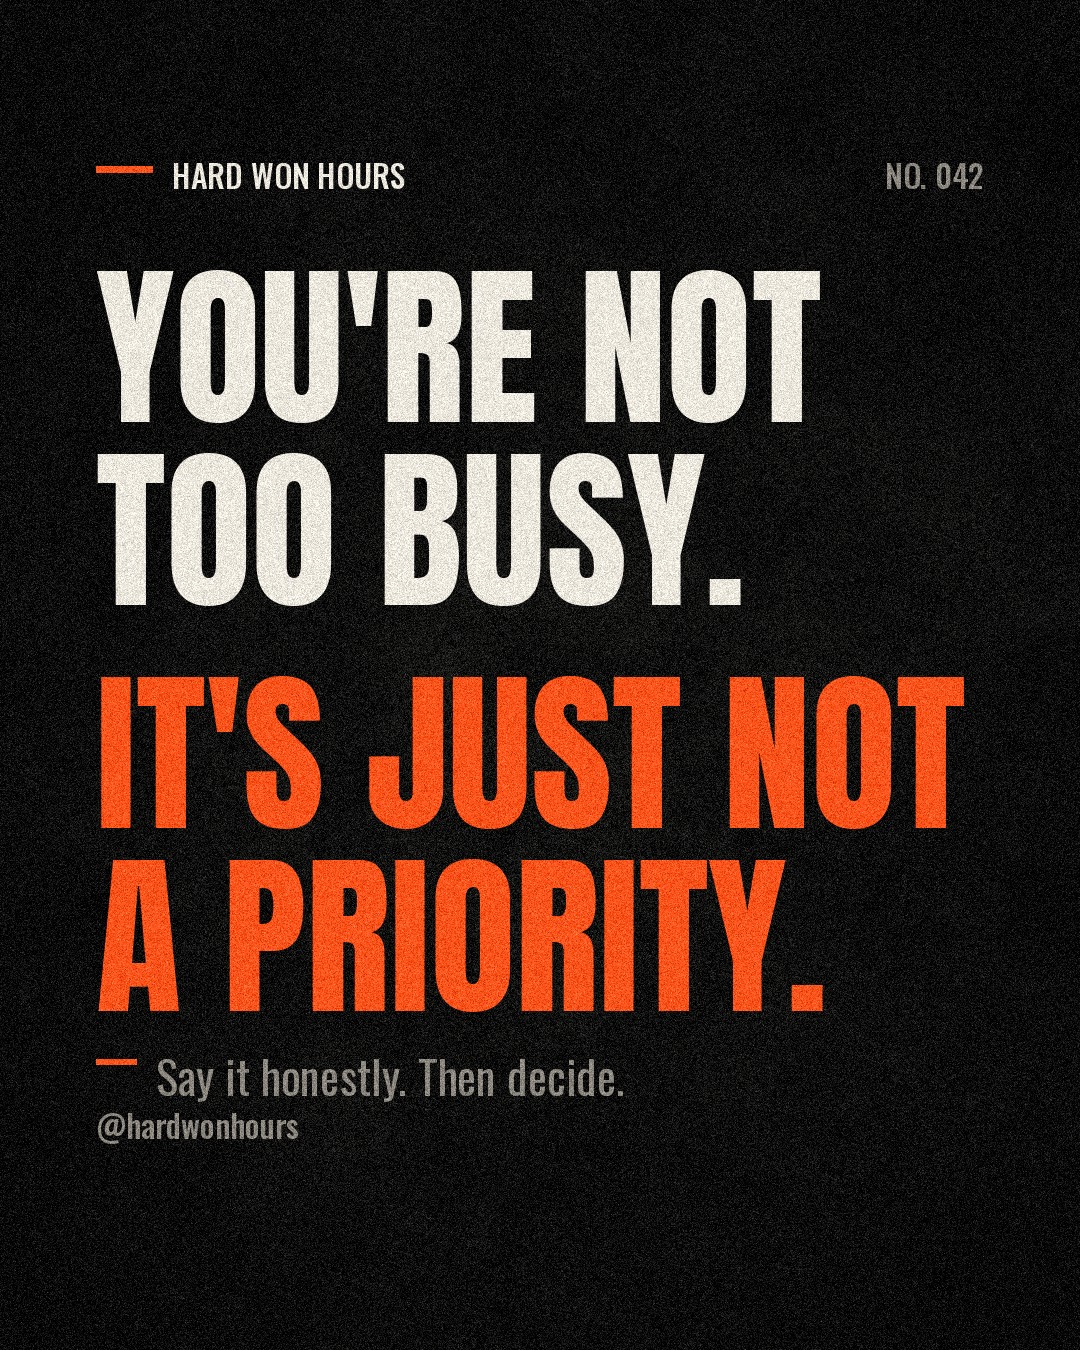 HARD WON HOURS
NO. 042
YOU'RE NOT
TOO BUSY.
IT'S JUST NOT
A PRIORITY.
Say it honestly. Then decide.
@hardwonhours